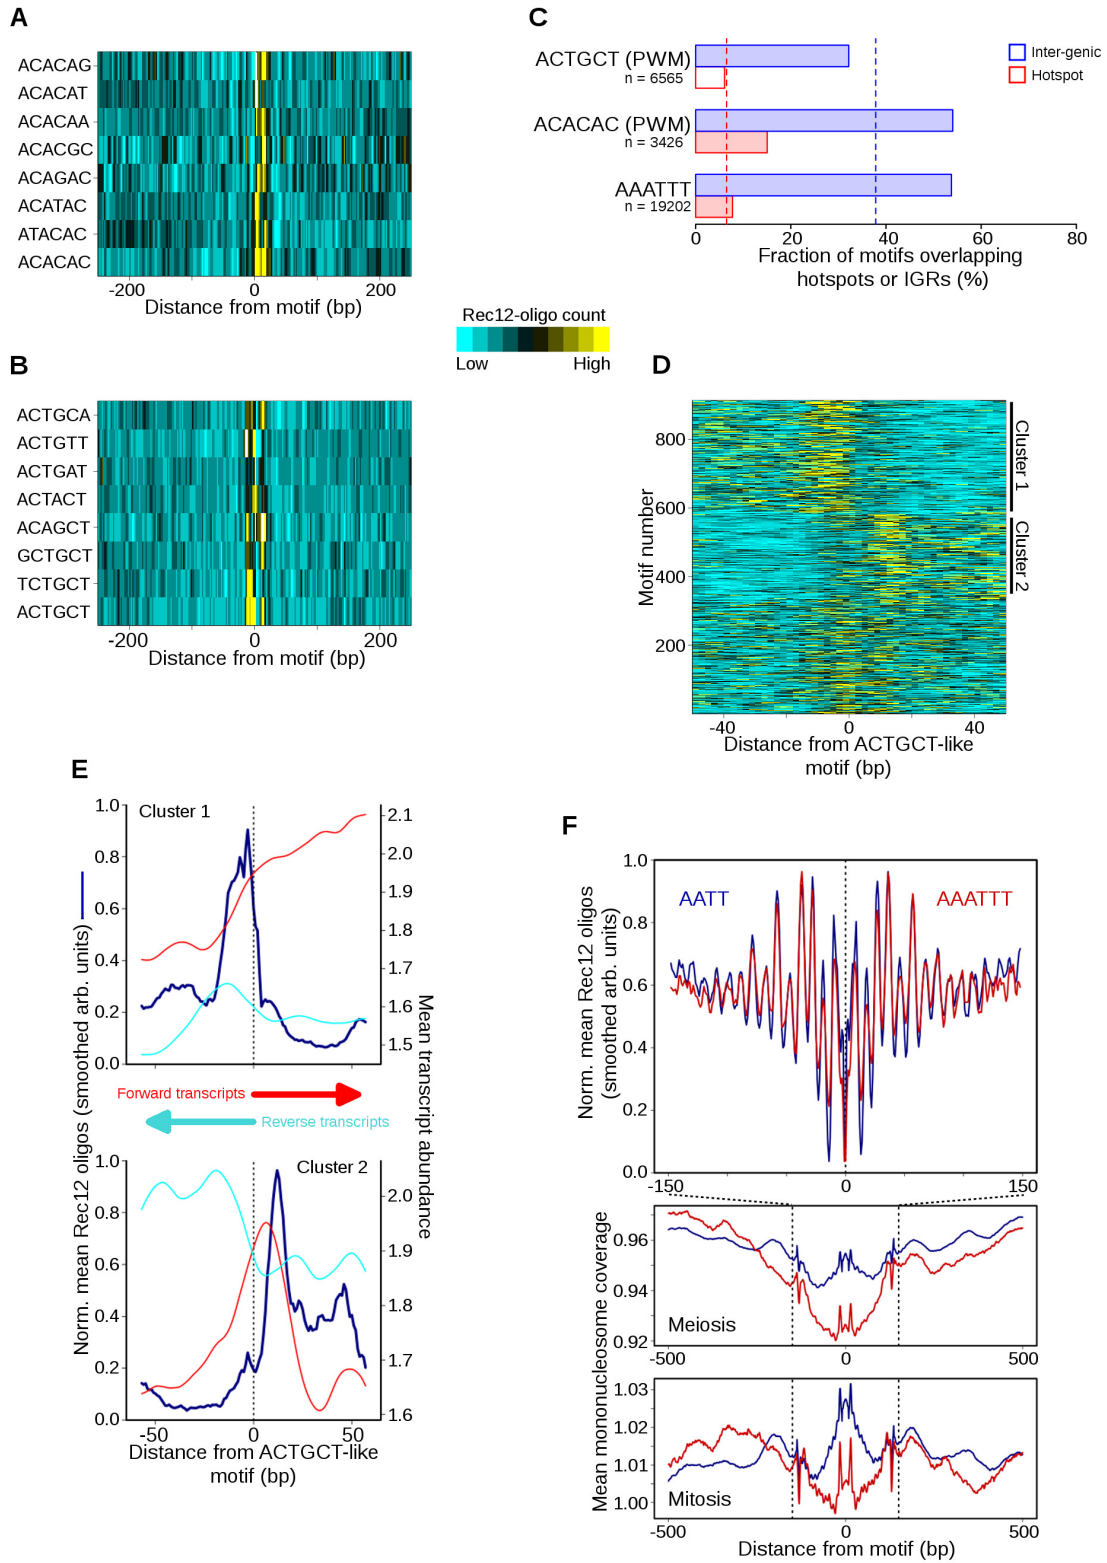 A
ACACAG
ACACAT
ACACAA
ACACGC
ACAGAC
ACATAC
ATACAC
ACACAC
-200 0 200
Distance from motif (bp)
C
Inter-genic
Hotspot
ACTGCT (PWM)
n = 6565
ACACAC (PWM)
n = 3426
AAATTT
n = 19202
0 20 40 60 80
Fraction of motifs overlapping
hotspots or IGRs (%)
Rec12-oligo count
Low High
B
ACTGCA
ACTGTT
ACTGAT
ACTACT
ACAGCT
GCTGCT
TCTGCT
ACTGCT
-200 0 200
Distance from motif (bp)
D
Motif number
800
600
400
200
Cluster 1
Cluster 2
-40 0 40
Distance from ACTGCT-like
motif (bp)
E
Norm. mean Rec12 oligos (smoothed arb. units)
Mean transcript abundance
Cluster 1
1.0
0.8
0.6
0.4
0.2
0.0
2.1
2.0
1.9
1.8
1.7
1.6
1.5
Forward transcripts
Reverse transcripts
Cluster 2
1.0
0.8
0.6
0.4
0.2
0.0
2.0
1.9
1.8
1.7
1.6
-50 0 50
Distance from ACTGCT-like
motif (bp)
F
Norm. mean Rec12 oligos
(smoothed arb. units)
AATT AAATTT
1.0
0.8
0.6
0.4
0.2
0.0
-150 0 150
Mean mononucleosome coverage
0.96
0.94
0.92
Meiosis
-500 0 500
1.03
1.02
1.01
1.00
Mitosis
-500 0 500
Distance from motif (bp)